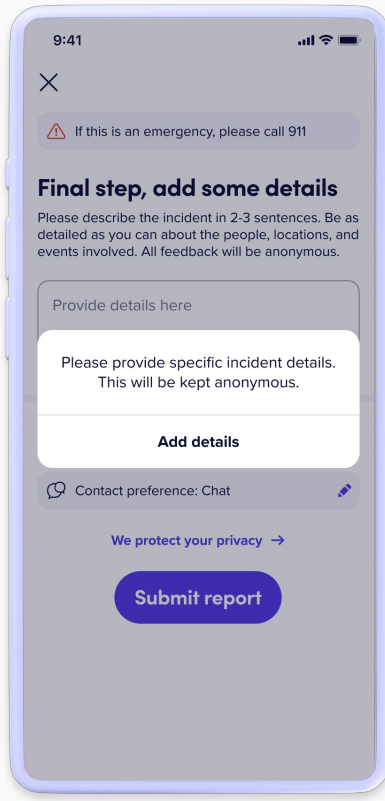 9:41
If this is an emergency, please call 911
Final step, add some details
Please describe the incident in 2-3 sentences. Be as
detailed as you can about the people, locations, and
events involved. All feedback will be anonymous.
Provide details here
Please provide specific incident details.
This will be kept anonymous.
Add details
Contact preference: Chat
We protect your privacy →
Submit report